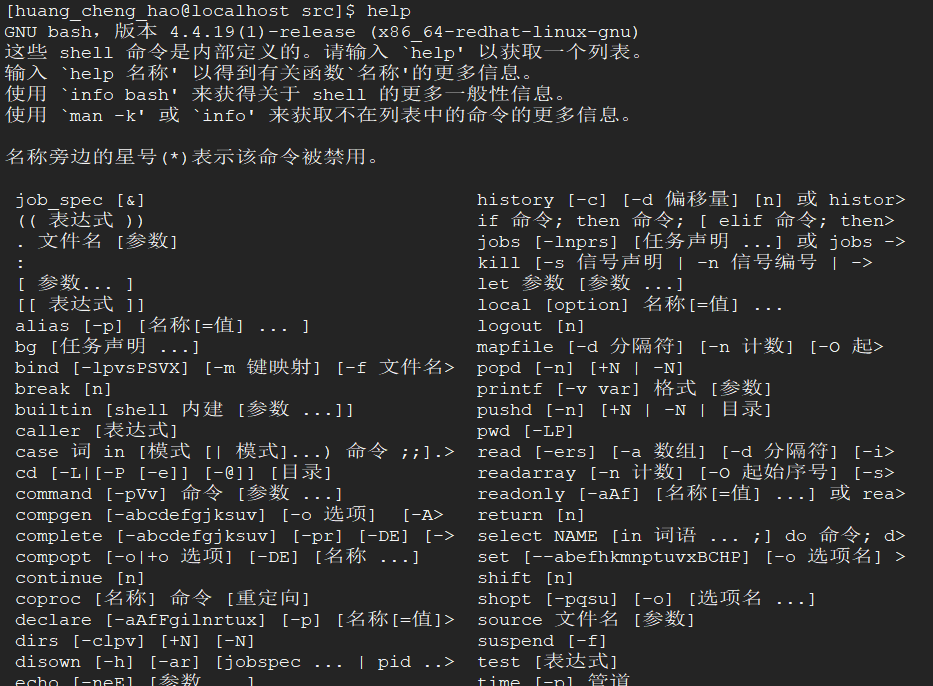 [huang_cheng_hao@localhost src]$ help
GNU bash, 版本 4.4.19(1)-release (x86_64-redhat-linux-gnu)
这些 shell 命令是内部定义的。请输入 `help' 以获取一个列表。
输入 `help 名称' 以得到有关函数`名称'的更多信息。
使用 `info bash' 来获得关于 shell 的更多一般性信息。
使用 `man -k' 或 `info' 来获取不在列表中的命令的更多信息。
名称旁边的星号(*)表示该命令被禁用。
job_spec [&] history [-c] [-d 偏移量] [n] 或 histor>
(( 表达式 )) if 命令; then 命令; [ elif 命令; then>
. 文件名 [参数] jobs [-lnprs] [任务声明 ...] 或 jobs ->
: kill [-s 信号声明 | -n 信号编号 | ->
[ 参数... ] let 参数 [参数 ...]
[[ 表达式 ]] local [option] 名称[=值] ...
alias [-p] [名称[=值] ... ] logout [n]
bg [任务声明 ...] mapfile [-d 分隔符] [-n 计数] [-O 起>
bind [-lpvsPSVX] [-m 键映射] [-f 文件名> popd [-n] [+N | -N]
break [n] printf [-v var] 格式 [参数]
builtin [shell 内建 [参数 ...]] pushd [-n] [+N | -N | 目录]
caller [表达式] pwd [-LP]
case 词 in [模式 [| 模式]...) 命令 ;;].> read [-ers] [-a 数组] [-d 分隔符] [-i>
cd [-L|[-P [-e]] [-@]] [目录] readarray [-n 计数] [-O 起始序号] [-s>
command [-pVv] 命令 [参数 ...] readonly [-aAf] [名称[=值] ...] 或 rea>
compgen [-abcdefgjksuv] [-o 选项] [-A> return [n]
complete [-abcdefgjksuv] [-pr] [-DE] [-> select NAME [in 词语 ... ;] do 命令; d>
compopt [-o|+o 选项] [-DE] [名称 ...] set [--abefhkmnptuvxBCHP] [-o 选项名] >
continue [n] shift [n]
coproc [名称] 命令 [重定向] shopt [-pqsu] [-o] [选项名 ...]
declare [-aAfFgilnrtux] [-p] [名称[=值]> source 文件名 [参数]
dirs [-clpv] [+N] [-N] suspend [-f]
disown [-h] [-ar] [jobspec ... | pid ..> test [表达式]
echo [-neE] [参数 ...] time [-p] 管道